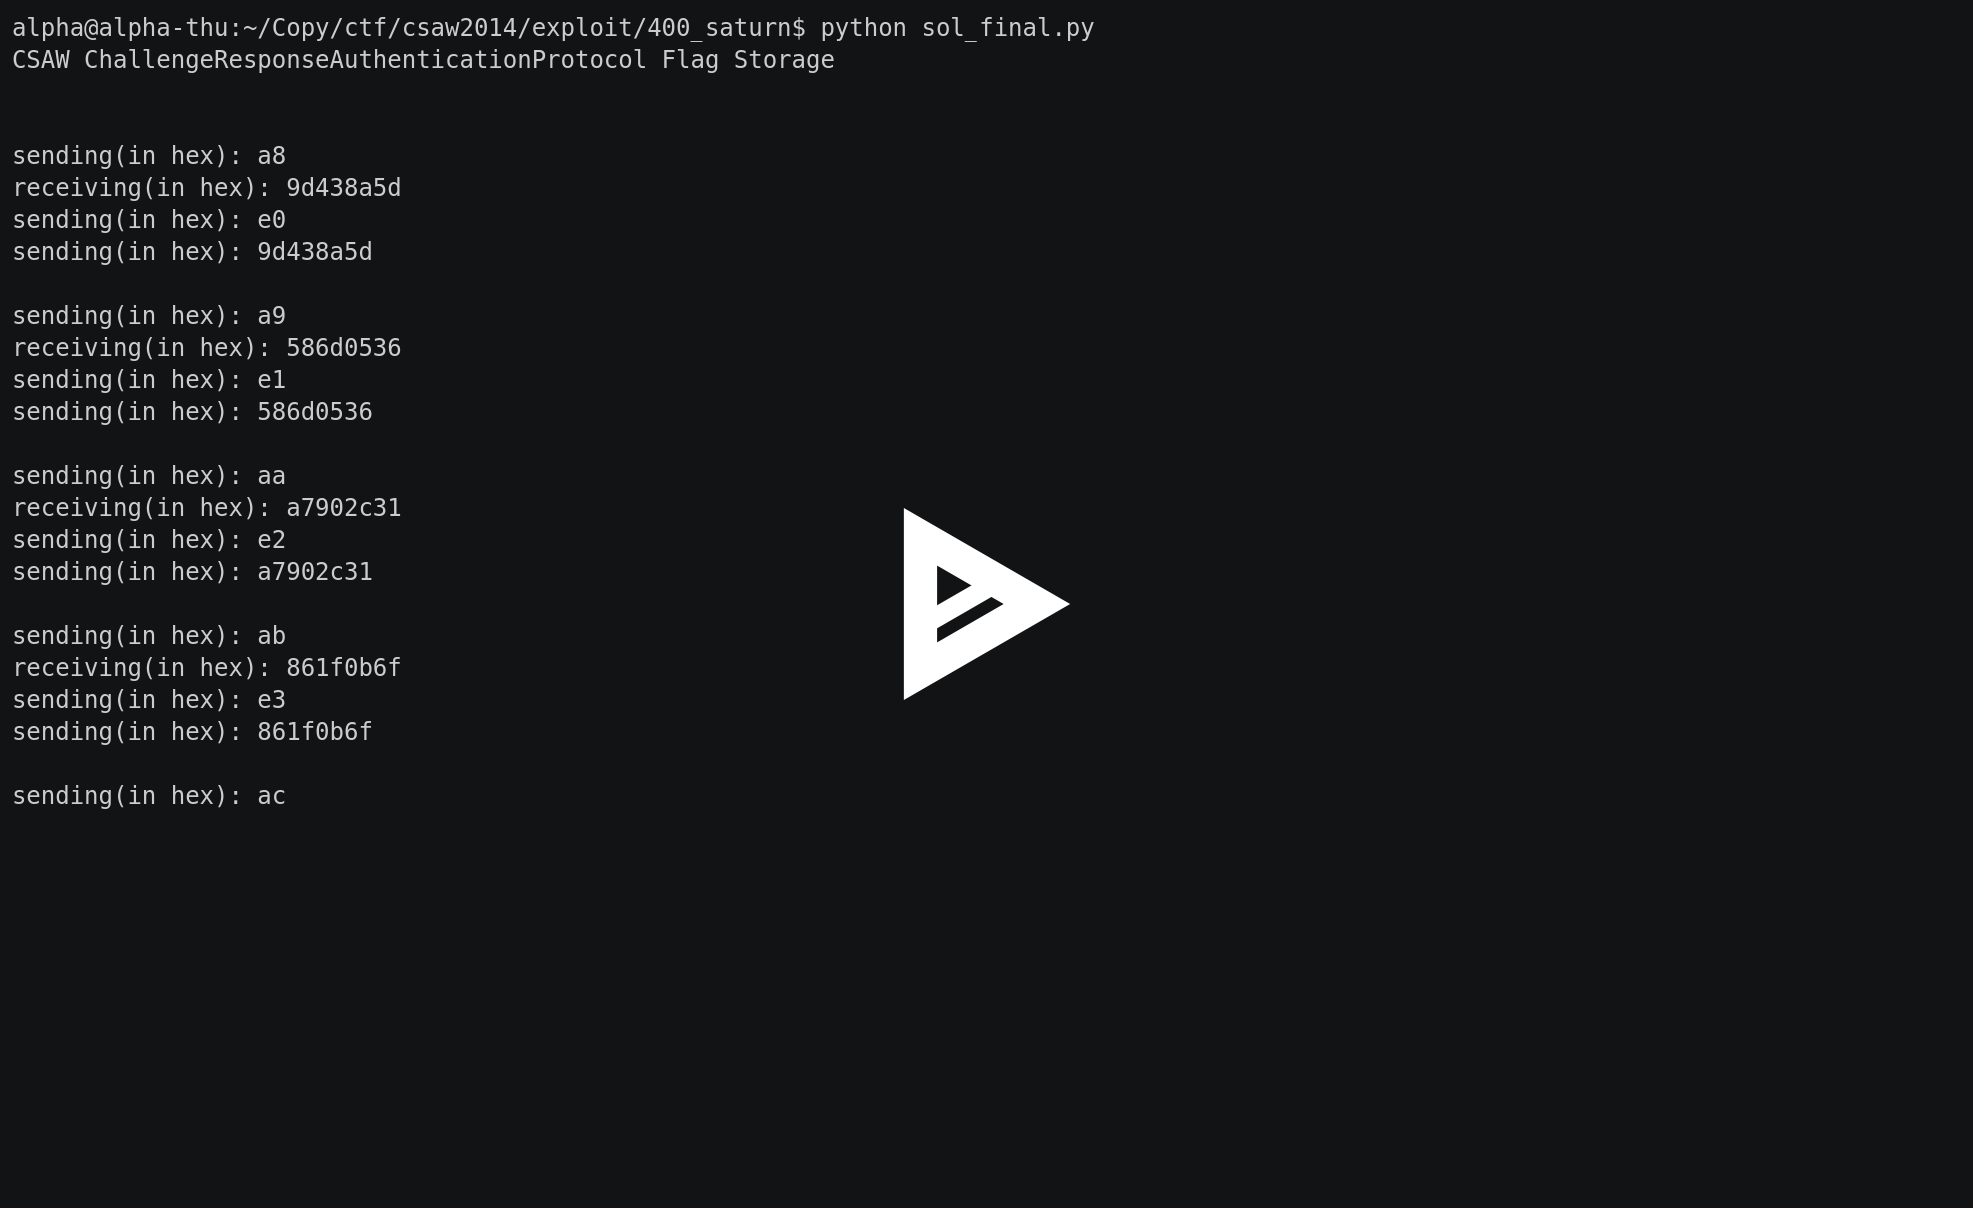 alpha@alpha-thu:~/Copy/ctf/csaw2014/exploit/400_saturn$ python sol_final.py
CSAW ChallengeResponseAuthenticationProtocol Flag Storage
sending(in hex): a8
receiving(in hex): 9d438a5d
sending(in hex): e0
sending(in hex): 9d438a5d
sending(in hex): a9
receiving(in hex): 586d0536
sending(in hex): e1
sending(in hex): 586d0536
sending(in hex): aa
receiving(in hex): a7902c31
sending(in hex): e2
sending(in hex): a7902c31
sending(in hex): ab
receiving(in hex): 861f0b6f
sending(in hex): e3
sending(in hex): 861f0b6f
sending(in hex): ac